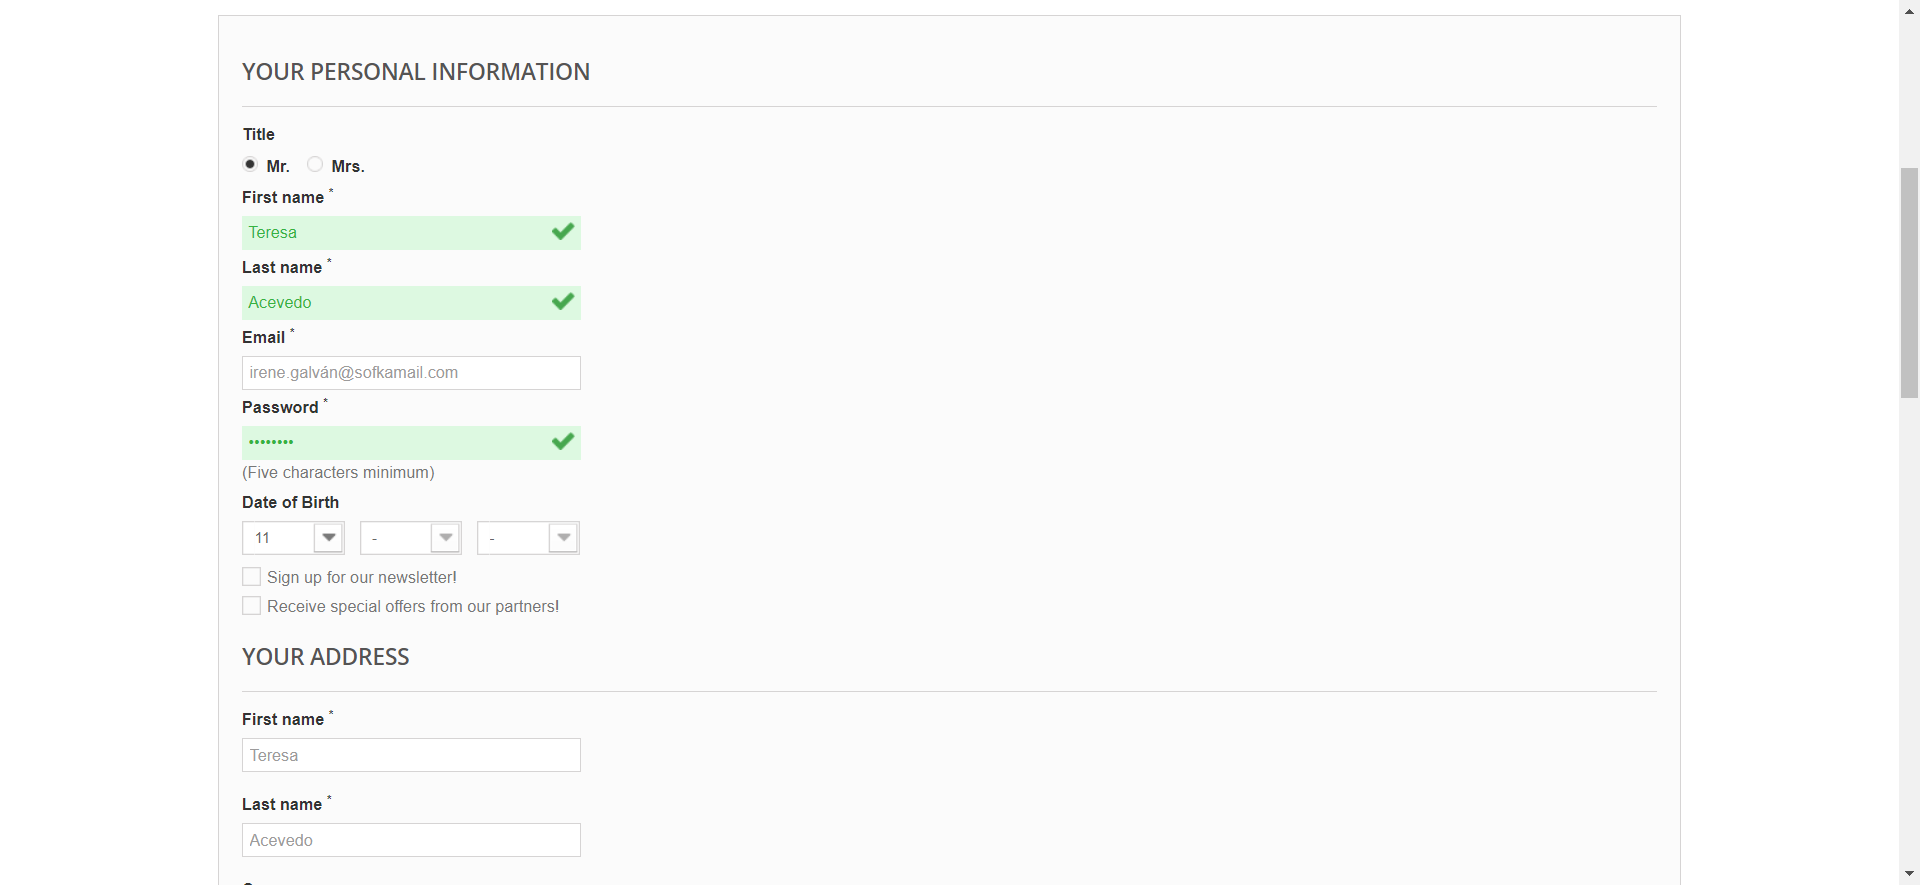 YOUR PERSONAL INFORMATION
Title
Mr. Mrs.
First name *
Teresa
Last name *
Acevedo
Email *
irene.galván@sofkamail.com
Password *
••••••••
(Five characters minimum)
Date of Birth
11 - -
Sign up for our newsletter!
Receive special offers from our partners!
YOUR ADDRESS
First name *
Teresa
Last name *
Acevedo